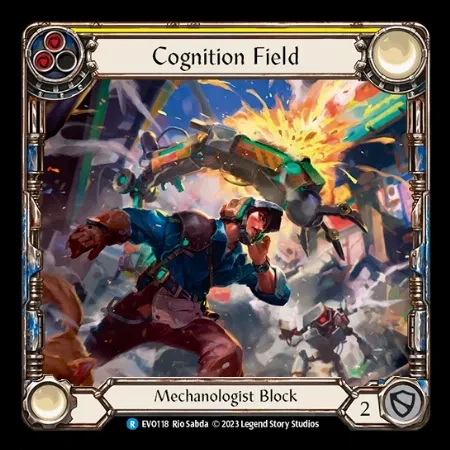 Cognition Field
Mechanologist Block
2
R EVO118 Rio Sabda © 2023 Legend Story Studios